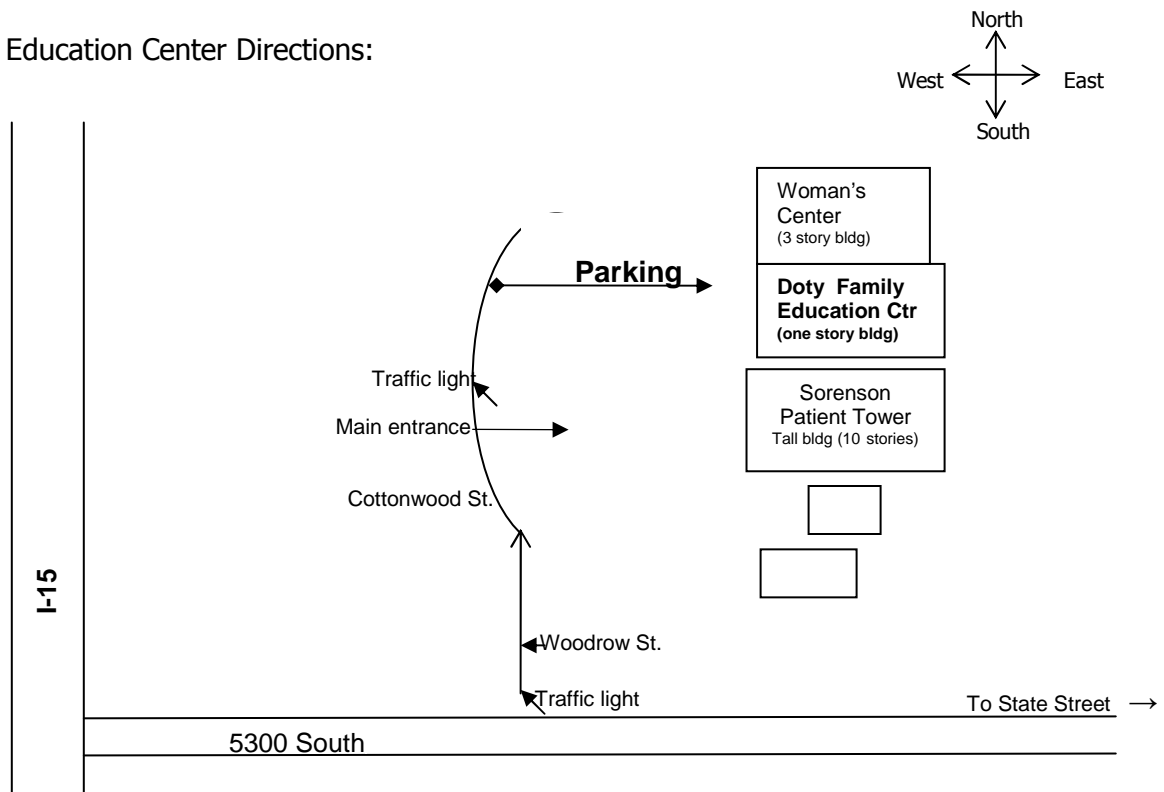 North
Education Center Directions:
West
East
South
Woman's
Center
(3 story bldg)
Parking
Doty Family
Education Ctr
(one story bldg)
Traffic light
Sorenson
Patient Tower
Tall bldg (10 stories)
Main entrance
Cottonwood St.
I-15
Woodrow St.
Traffic light
To State Street →
5300 South